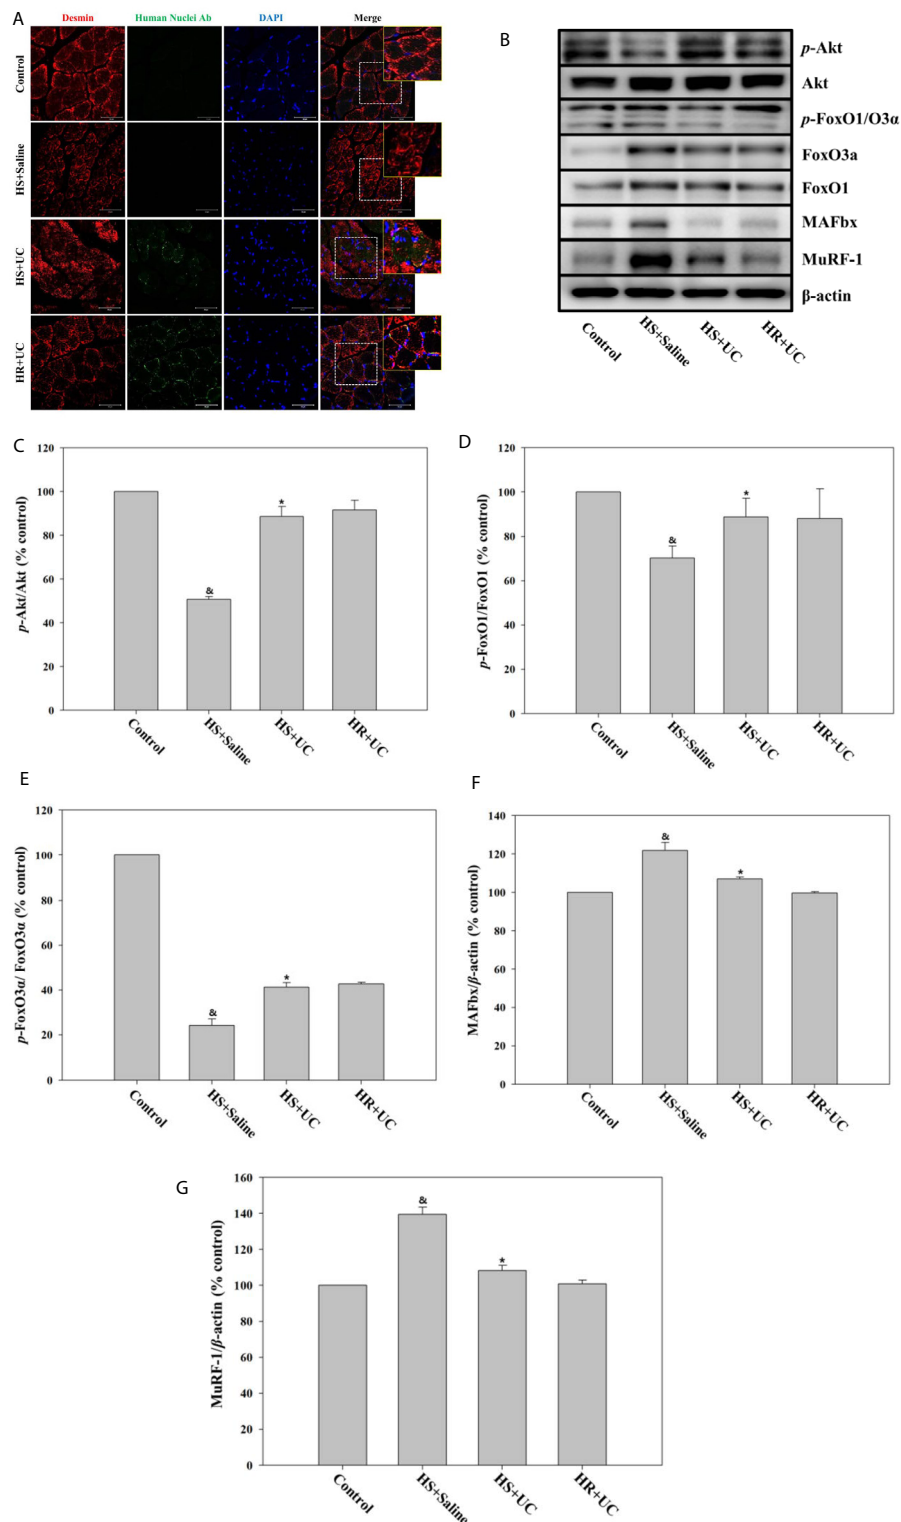 A
Desmin
Human Nuclei Ab
DAPI
Merge
Control
HS+Saline
HS+UC
HR+UC
B
p-Akt
Akt
p-FoxO1/O3α
FoxO3a
FoxO1
MAFbx
MuRF-1
β-actin
Control
HS+Saline
HS+UC
HR+UC
C
p-Akt/Akt (% control)
120
100
80
60
40
20
0
&
*
Control
HS+Saline
HS+UC
HR+UC
D
p-FoxO1/FoxO1 (% control)
120
100
80
60
40
20
0
&
*
Control
HS+Saline
HS+UC
HR+UC
E
p-FoxO3α/ FoxO3α (% control)
120
100
80
60
40
20
0
&
*
Control
HS+Saline
HS+UC
HR+UC
F
MAFbx/β-actin (% control)
140
120
100
80
60
40
20
0
&
*
Control
HS+Saline
HS+UC
HR+UC
G
MuRF-1/β-actin (% control)
160
140
120
100
80
60
40
20
0
&
*
Control
HS+Saline
HS+UC
HR+UC